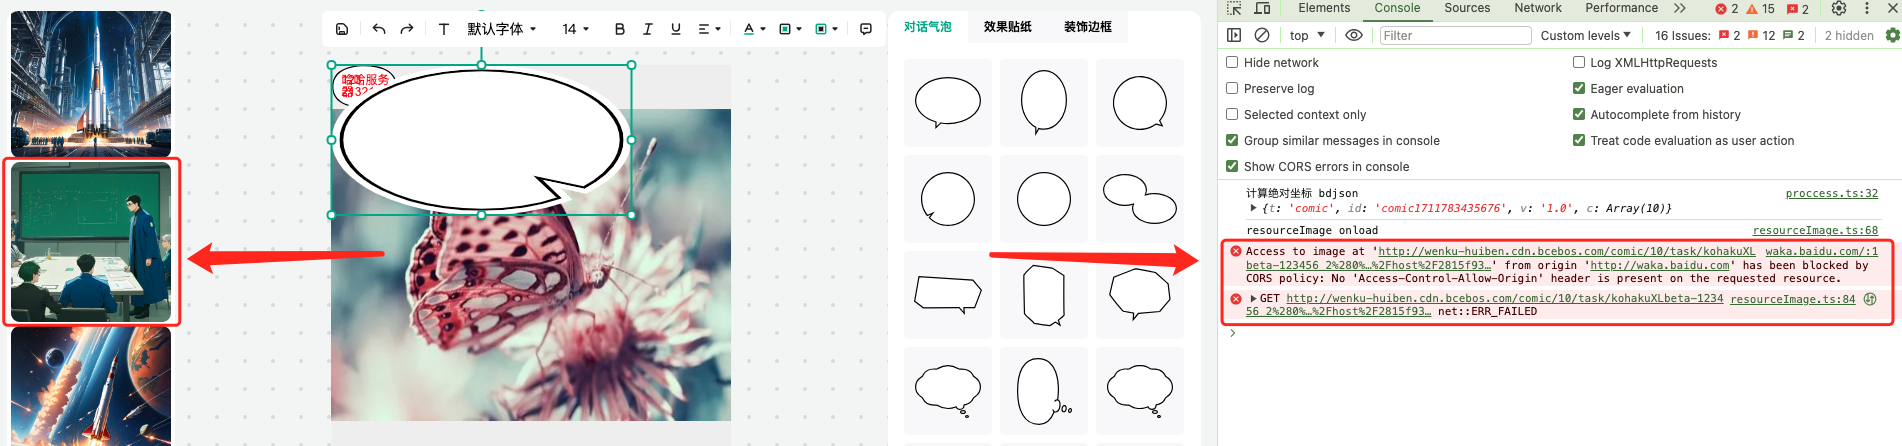 默认字体
14
B
I
U
A
哈哈服务
对话气泡
效果贴纸
装饰边框
Elements
Console
Sources
Network
Performance
2
15
2
top
Filter
Custom levels
16 Issues:
2
12
2
2 hidden
Hide network
Log XMLHttpRequests
Preserve log
Eager evaluation
Selected context only
Autocomplete from history
Group similar messages in console
Treat code evaluation as user action
Show CORS errors in console
计算绝对坐标 bdjson
proccess.ts:32
{t: 'comic', id: 'comic1711783435676', v: '1.0', c: Array(10)}
resourceImage onload
resourceImage.ts:68
Access to image at 'http://wenku-huiben.cdn.bcebos.com/comic/10/task/kohakuXL
waka.baidu.com/:1
beta-123456_2%280%…%2Fhost%2F2815f93…' from origin 'http://waka.baidu.com' has been blocked by
CORS policy: No 'Access-Control-Allow-Origin' header is present on the requested resource.
GET http://wenku-huiben.cdn.bcebos.com/comic/10/task/kohakuXLbeta-1234
resourceImage.ts:84
56_2%280%…%2Fhost%2F2815f93… net::ERR_FAILED